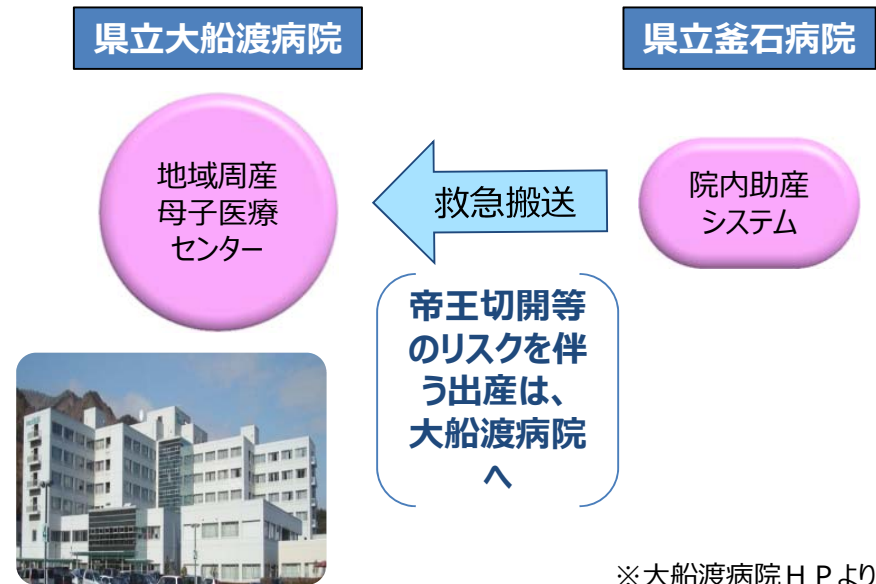 県立大船渡病院
県立釜石病院
地域周産
母子医療
センター
救急搬送
院内助産
システム
帝王切開等
のリスクを伴
う出産は、
大船渡病院
へ
※大船渡病院ＨＰより